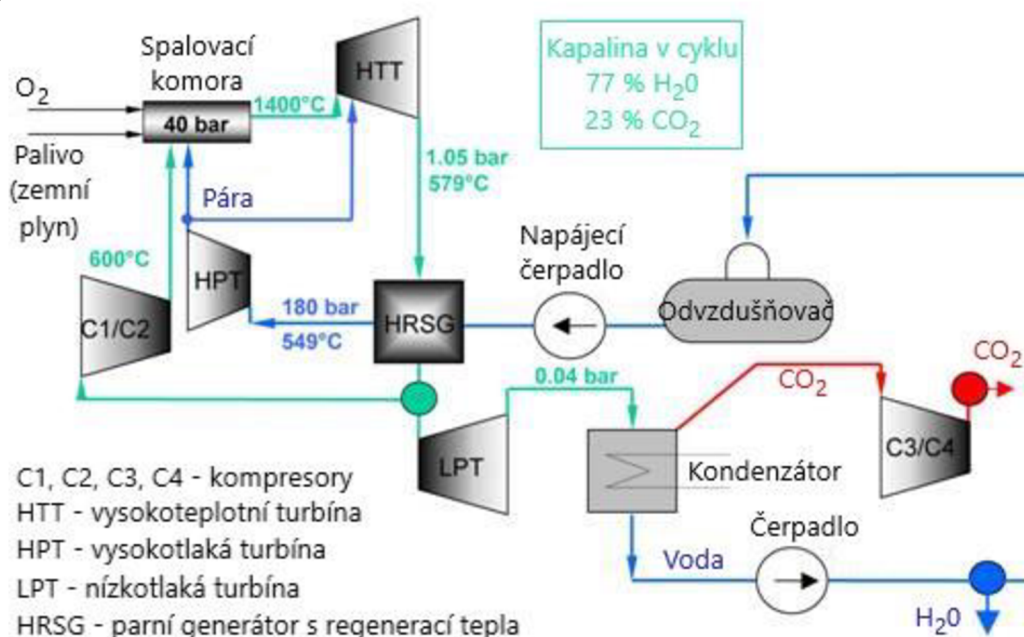 Spalovací
komora
HTT
Kapalina v cyklu
77 % H₂0
23 % CO₂
O₂
1400°C
40 bar
Palivo
(zemní
plyn)
Pára
1.05 bar
579°C
600°C
Napájecí
čerpadlo
HPT
C1/C2
180 bar
549°C
HRSG
Odvzdušňovač
0.04 bar
CO₂
CO₂
C3/C4
LPT
Kondenzátor
Čerpadlo
Voda
H₂0
C1, C2, C3, C4 - kompresory
HTT - vysokoteplotní turbína
HPT - vysokotlaká turbína
LPT - nízkotlaká turbína
HRSG - parní generátor s regenerací tepla